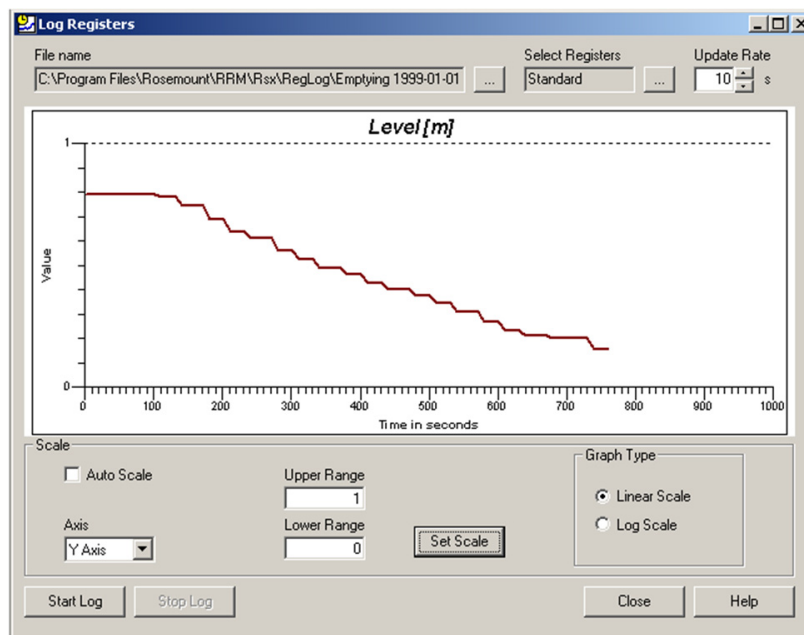 Log Registers
File name
Select Registers
Update Rate
C:\Program Files\Rosemount\RRM\Rsx\RegLog\Emptying 1999-01-01
...
Standard
...
10
s
Level [m]
1
Value
0
0 100 200 300 400 500 600 700 800 900 1000
Time in seconds
Scale
Auto Scale
Upper Range
1
Axis
Y Axis
Lower Range
0
Set Scale
Graph Type
Linear Scale
Log Scale
Start Log
Stop Log
Close
Help